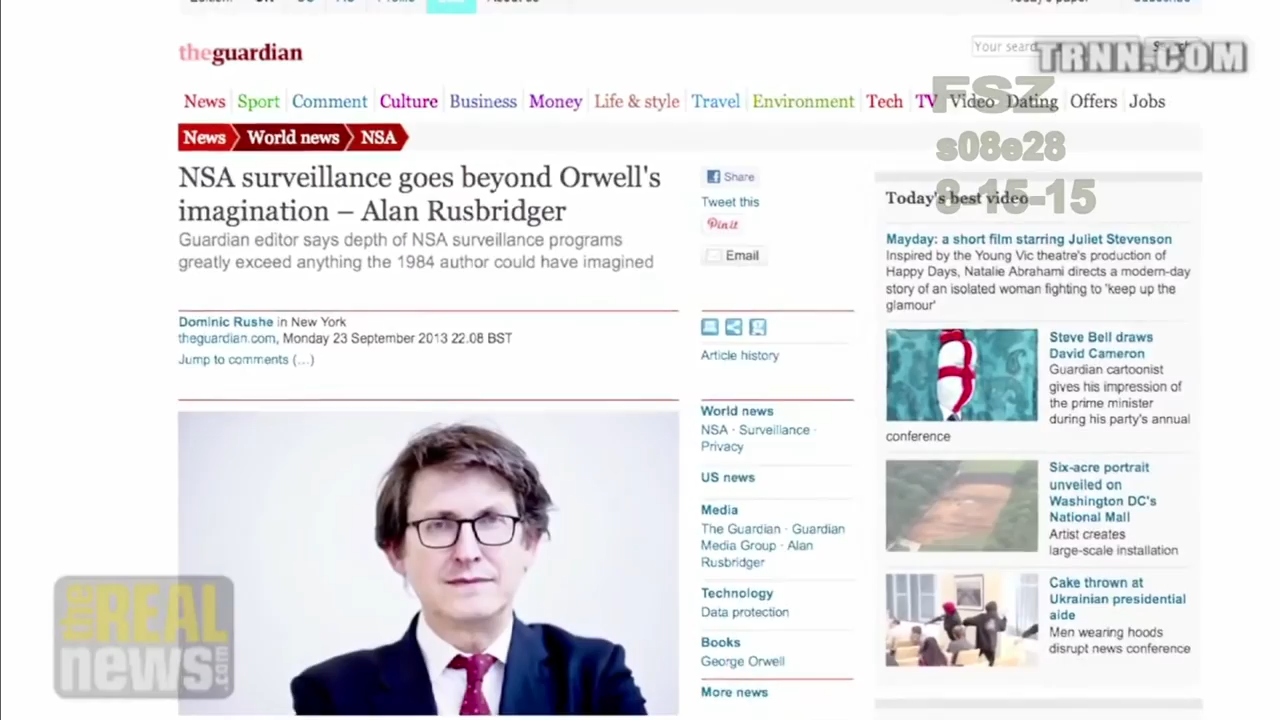 theguardian
Your sear
TRNN.COM
FSZ
s08e28
8-15-15
News
Sport
Comment
Culture
Business
Money
Life & style
Travel
Environment
Tech
TV
Video
Dating
Offers
Jobs
News
World news
NSA
NSA surveillance goes beyond Orwell's
imagination – Alan Rusbridger
Guardian editor says depth of NSA surveillance programs
greatly exceed anything the 1984 author could have imagined
Dominic Rushe in New York
theguardian.com, Monday 23 September 2013 22.08 BST
Jump to comments (...)
Share
Tweet this
Pin it
Email
Article history
World news
NSA · Surveillance ·
Privacy
US news
Media
The Guardian · Guardian
Media Group · Alan
Rusbridger
Technology
Data protection
Books
George Orwell
More news
Today's best video
Mayday: a short film starring Juliet Stevenson
Inspired by the Young Vic theatre's production of
Happy Days, Natalie Abrahami directs a modern-day
story of an isolated woman fighting to 'keep up the
glamour'
Steve Bell draws
David Cameron
Guardian cartoonist
gives his impression of
the prime minister
during his party's annual
conference
Six-acre portrait
unveiled on
Washington DC's
National Mall
Artist creates
large-scale installation
Cake thrown at
Ukrainian presidential
aide
Men wearing hoods
disrupt news conference
the REAL
news.com